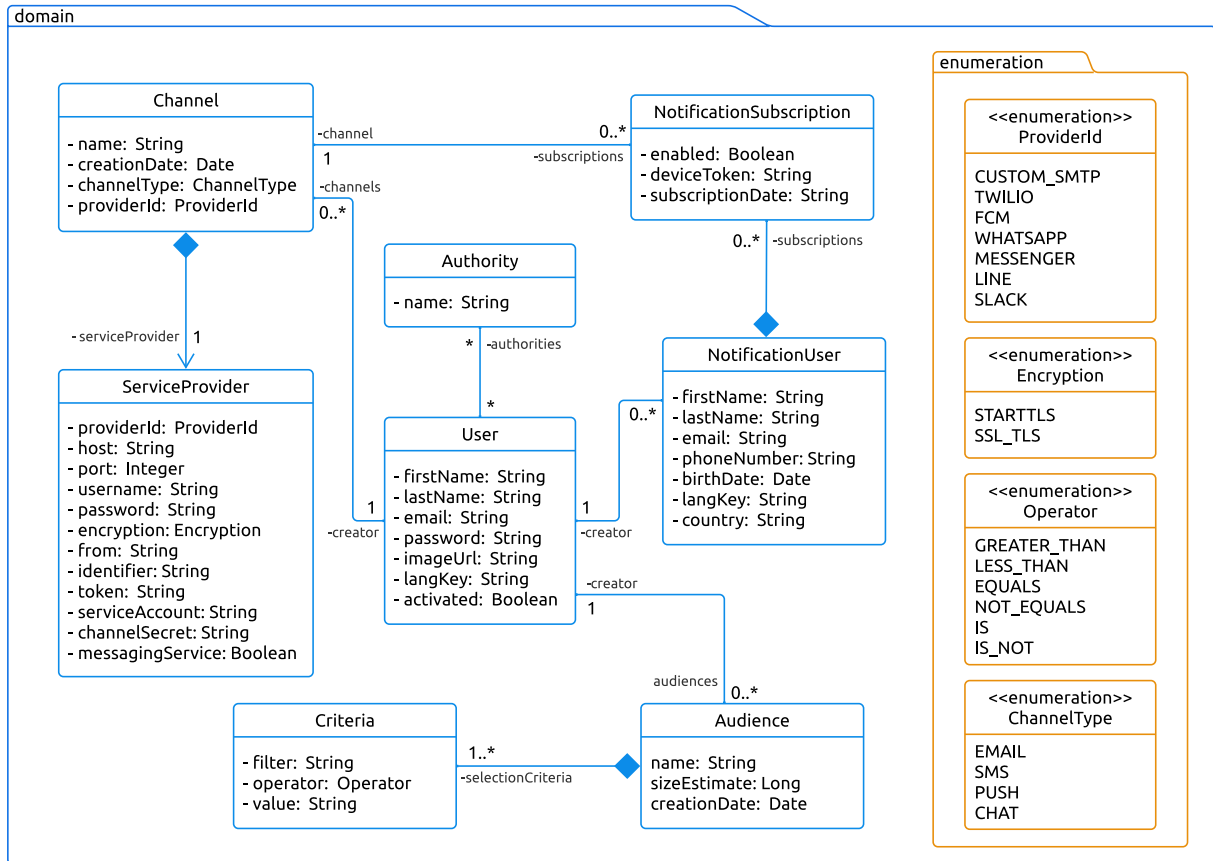 domain
Channel
- name: String
- creationDate: Date
- channelType: ChannelType
- providerId: ProviderId
-channel
1
0..*
-subscriptions
-channels
0..*
NotificationSubscription
- enabled: Boolean
- deviceToken: String
- subscriptionDate: String
0..*
-subscriptions
Authority
- name: String
*
-authorities
*
-serviceProvider
1
ServiceProvider
- providerId: ProviderId
- host: String
- port: Integer
- username: String
- password: String
- encryption: Encryption
- from: String
- identifier: String
- token: String
- serviceAccount: String
- channelSecret: String
- messagingService: Boolean
User
- firstName: String
- lastName: String
- email: String
- password: String
- imageUrl: String
- langKey: String
- activated: Boolean
1
-creator
NotificationUser
- firstName: String
- lastName: String
- email: String
- phoneNumber: String
- birthDate: Date
- langKey: String
- country: String
0..*
1
-creator
-creator
1
audiences
0..*
Criteria
- filter: String
- operator: Operator
- value: String
1..*
-selectionCriteria
Audience
name: String
sizeEstimate: Long
creationDate: Date
enumeration
<<enumeration>>
ProviderId
CUSTOM_SMTP
TWILIO
FCM
WHATSAPP
MESSENGER
LINE
SLACK
<<enumeration>>
Encryption
STARTTLS
SSL_TLS
<<enumeration>>
Operator
GREATER_THAN
LESS_THAN
EQUALS
NOT_EQUALS
IS
IS_NOT
<<enumeration>>
ChannelType
EMAIL
SMS
PUSH
CHAT